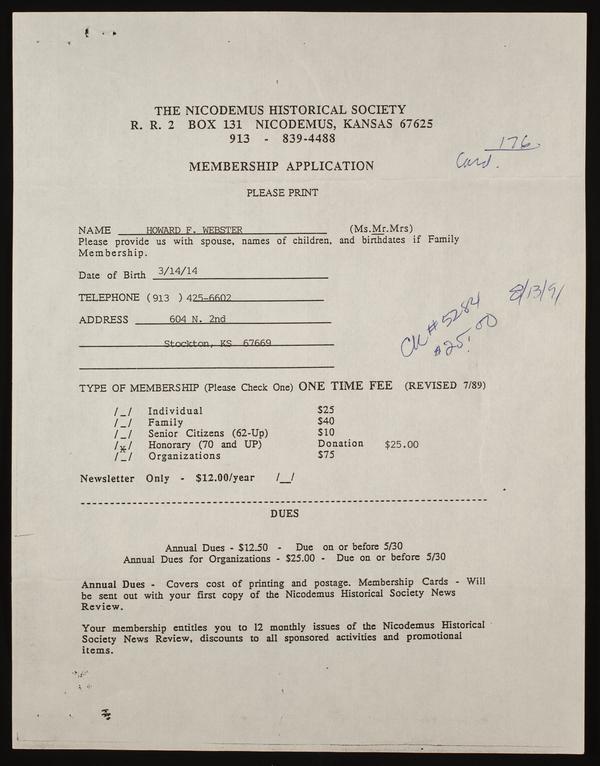 THE NICODEMUS HISTORICAL SOCIETY
R. R. 2 BOX 131 NICODEMUS, KANSAS 67625
913 - 839-4488
176
Card.
MEMBERSHIP APPLICATION
PLEASE PRINT
NAME HOWARD F. WEBSTER (Ms.Mr.Mrs)
Please provide us with spouse, names of children, and birthdates if Family
Membership.
Date of Birth 3/14/14
TELEPHONE (913 ) 425-6602
8/13/91
ADDRESS 604 N. 2nd
Ck #5284
$25.00
Stockton, KS 67669
TYPE OF MEMBERSHIP (Please Check One) ONE TIME FEE (REVISED 7/89)
/_/ Individual $25
/_/ Family $40
/_/ Senior Citizens (62-Up) $10
/x/ Honorary (70 and UP) Donation $25.00
/_/ Organizations $75
Newsletter Only - $12.00/year /_/
DUES
Annual Dues - $12.50 - Due on or before 5/30
Annual Dues for Organizations - $25.00 - Due on or before 5/30
Annual Dues - Covers cost of printing and postage. Membership Cards - Will
be sent out with your first copy of the Nicodemus Historical Society News
Review.
Your membership entitles you to 12 monthly issues of the Nicodemus Historical
Society News Review, discounts to all sponsored activities and promotional
items.